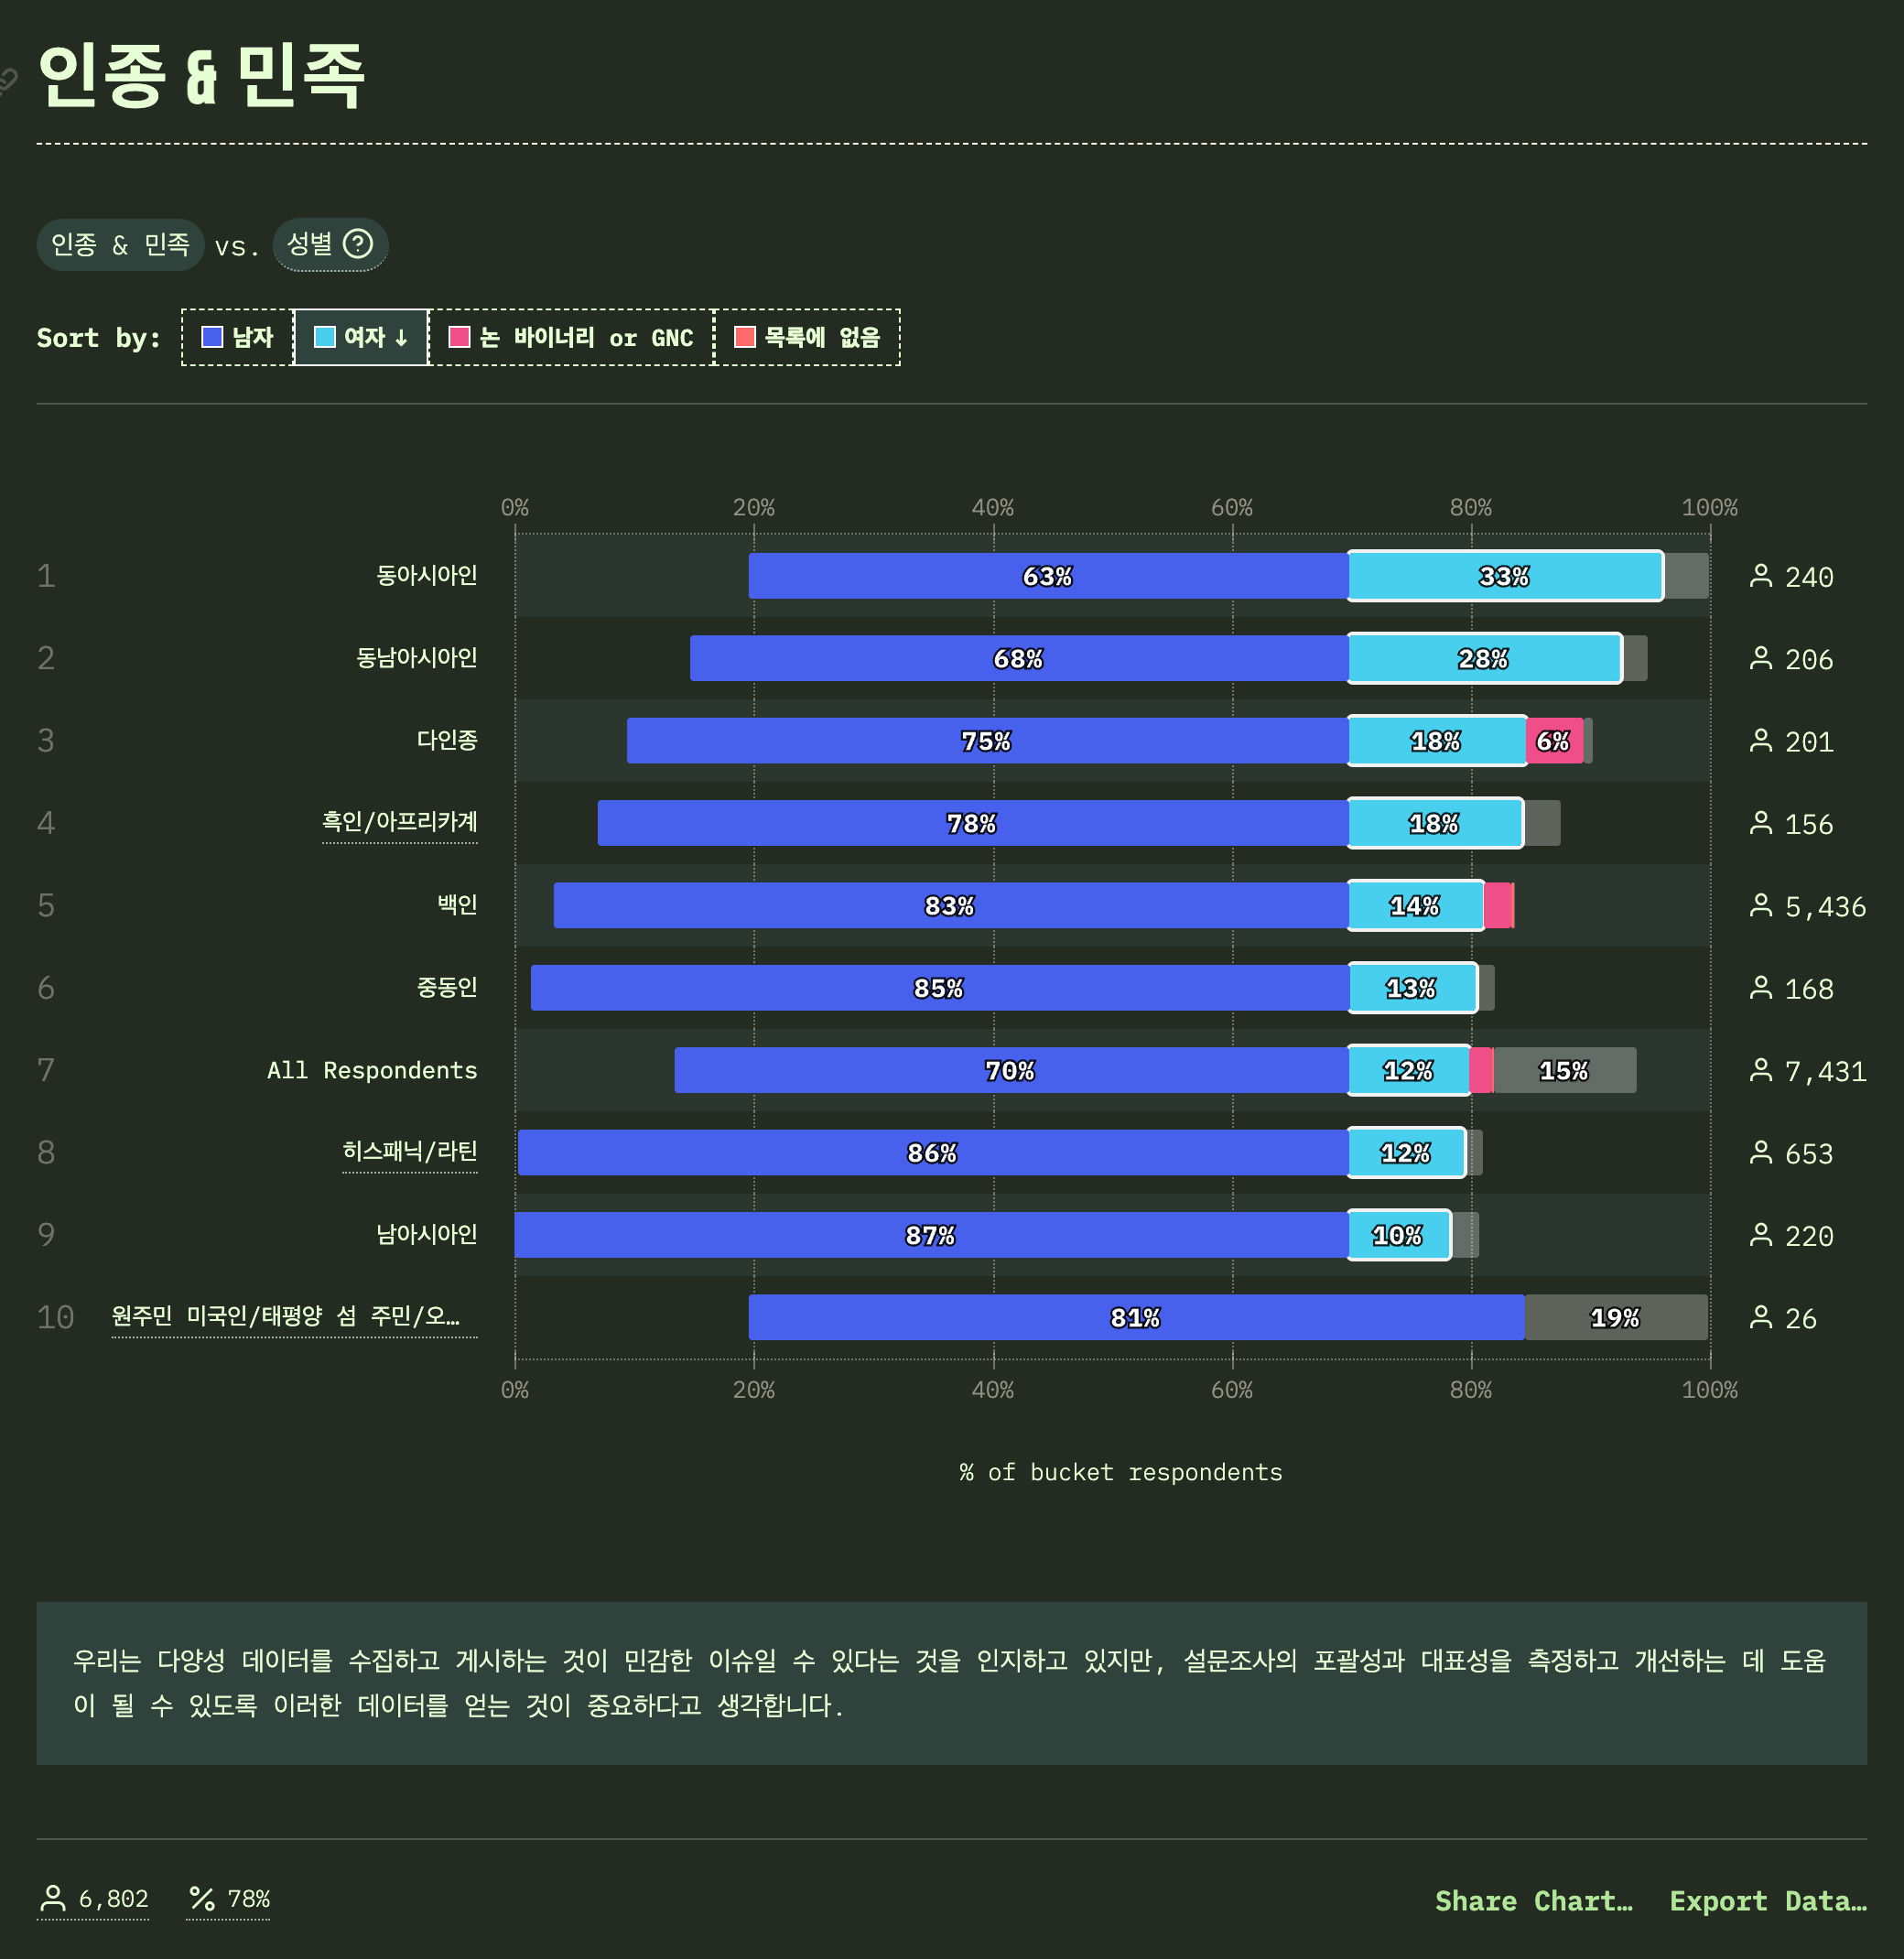 인종 & 민족
인종 & 민족 vs. 성별
Sort by: 남자 여자 ↓ 논 바이너리 or GNC 목록에 없음
0% 20% 40% 60% 80% 100%
1 동아시아인 63% 33% 240
2 동남아시아인 68% 28% 206
3 다인종 75% 18% 6% 201
4 흑인/아프리카계 78% 18% 156
5 백인 83% 14% 5,436
6 중동인 85% 13% 168
7 All Respondents 70% 12% 15% 7,431
8 히스패닉/라틴 86% 12% 653
9 남아시아인 87% 10% 220
10 원주민 미국인/태평양 섬 주민/오… 81% 19% 26
0% 20% 40% 60% 80% 100%
% of bucket respondents
우리는 다양성 데이터를 수집하고 게시하는 것이 민감한 이슈일 수 있다는 것을 인지하고 있지만, 설문조사의 포괄성과 대표성을 측정하고 개선하는 데 도움
이 될 수 있도록 이러한 데이터를 얻는 것이 중요하다고 생각합니다.
6,802 78% Share Chart… Export Data…